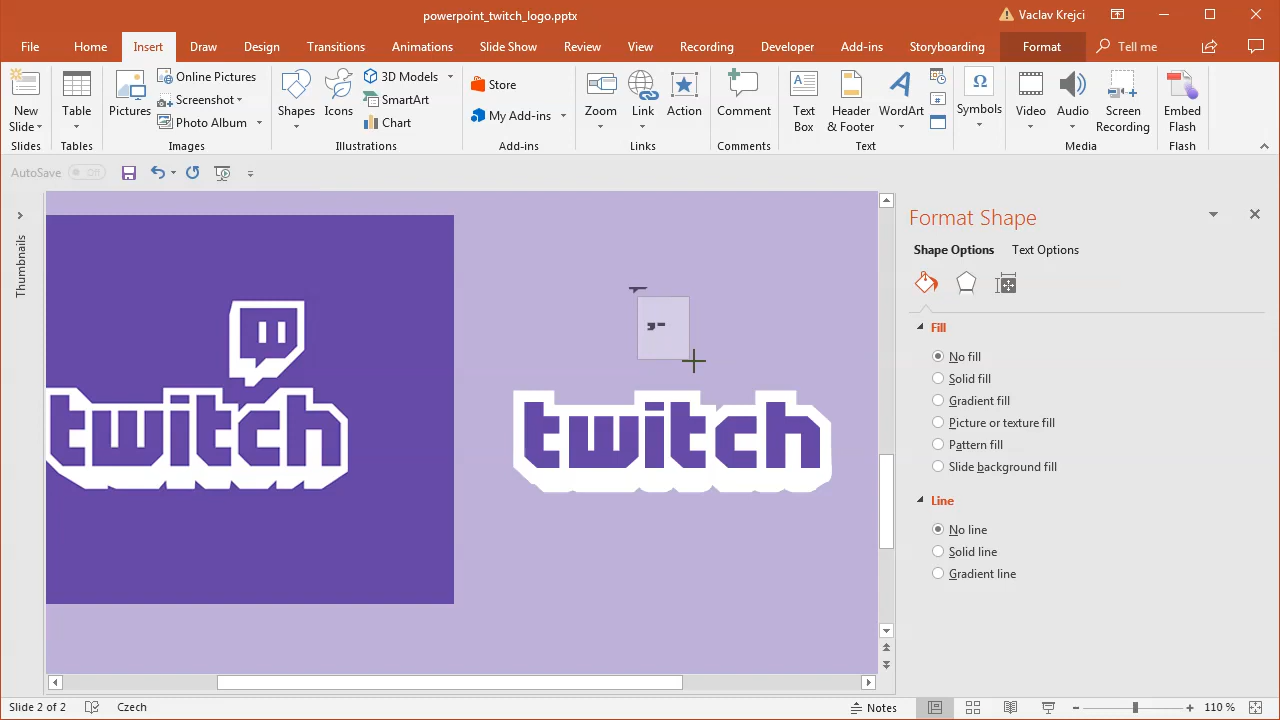 powerpoint_twitch_logo.pptx
Vaclav Krejci
File Home Insert Draw Design Transitions Animations Slide Show Review View Recording Developer Add-ins Storyboarding Format Tell me
New Slide
Slides
Table
Tables
Pictures
Online Pictures
Screenshot
Photo Album
Images
Shapes
Icons
3D Models
SmartArt
Chart
Illustrations
Store
My Add-ins
Add-ins
Zoom
Link
Action
Links
Comment
Comments
Text Box
Header & Footer
WordArt
Text
Symbols
Video
Audio
Screen Recording
Media
Embed Flash
Flash
AutoSave Off
Thumbnails
twitch
twitch
Format Shape
Shape Options Text Options
Fill
No fill
Solid fill
Gradient fill
Picture or texture fill
Pattern fill
Slide background fill
Line
No line
Solid line
Gradient line
Slide 2 of 2 Czech Notes 110 %